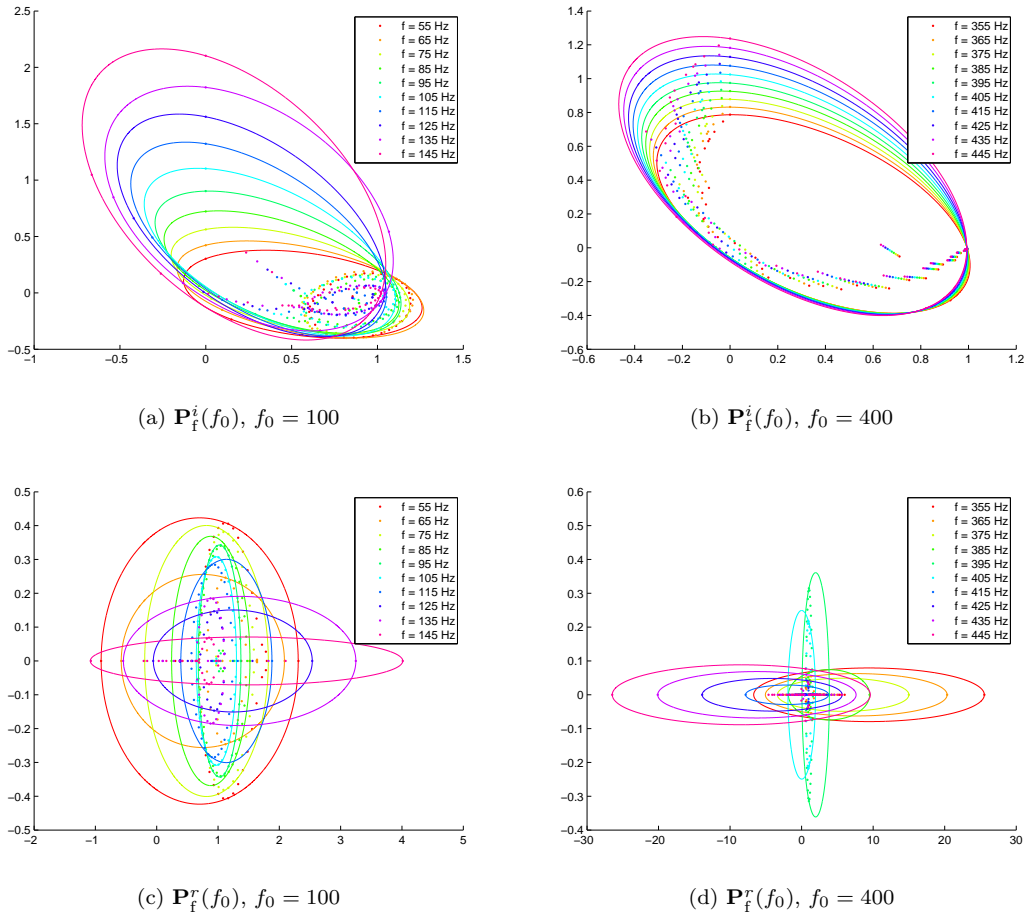 2.5
2
1.5
1
0.5
0
−0.5
−1
−0.5
0
0.5
1
1.5
f = 55 Hz
f = 65 Hz
f = 75 Hz
f = 85 Hz
f = 95 Hz
f = 105 Hz
f = 115 Hz
f = 125 Hz
f = 135 Hz
f = 145 Hz
(a) P_f^i(f_0), f_0 = 100
1.4
1.2
1
0.8
0.6
0.4
0.2
0
−0.2
−0.4
−0.6
−0.6
−0.4
−0.2
0
0.2
0.4
0.6
0.8
1
1.2
f = 355 Hz
f = 365 Hz
f = 375 Hz
f = 385 Hz
f = 395 Hz
f = 405 Hz
f = 415 Hz
f = 425 Hz
f = 435 Hz
f = 445 Hz
(b) P_f^i(f_0), f_0 = 400
0.5
0.4
0.3
0.2
0.1
0
−0.1
−0.2
−0.3
−0.4
−0.5
−2
−1
0
1
2
3
4
5
f = 55 Hz
f = 65 Hz
f = 75 Hz
f = 85 Hz
f = 95 Hz
f = 105 Hz
f = 115 Hz
f = 125 Hz
f = 135 Hz
f = 145 Hz
(c) P_f^r(f_0), f_0 = 100
0.6
0.5
0.4
0.3
0.2
0.1
0
−0.1
−0.2
−0.3
−0.4
−30
−20
−10
0
10
20
30
f = 355 Hz
f = 365 Hz
f = 375 Hz
f = 385 Hz
f = 395 Hz
f = 405 Hz
f = 415 Hz
f = 425 Hz
f = 435 Hz
f = 445 Hz
(d) P_f^r(f_0), f_0 = 400